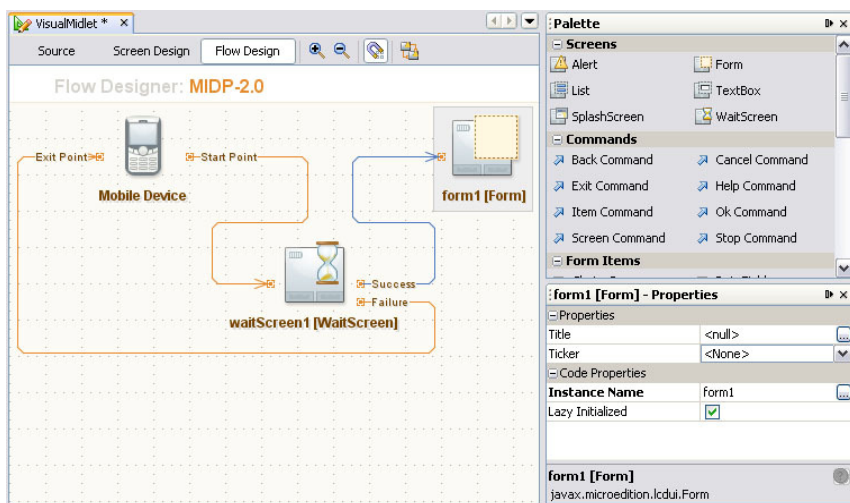 VisualMidlet *
Source Screen Design Flow Design
Flow Designer: MIDP-2.0
Exit Point
Start Point
Mobile Device
form1 [Form]
Success
Failure
waitScreen1 [WaitScreen]
Palette
Screens
Alert Form
List TextBox
SplashScreen WaitScreen
Commands
Back Command Cancel Command
Exit Command Help Command
Item Command Ok Command
Screen Command Stop Command
Form Items
form1 [Form] - Properties
Properties
Title <null> ...
Ticker <None>
Code Properties
Instance Name form1 ...
Lazy Initialized
form1 [Form]
javax.microedition.lcdui.Form